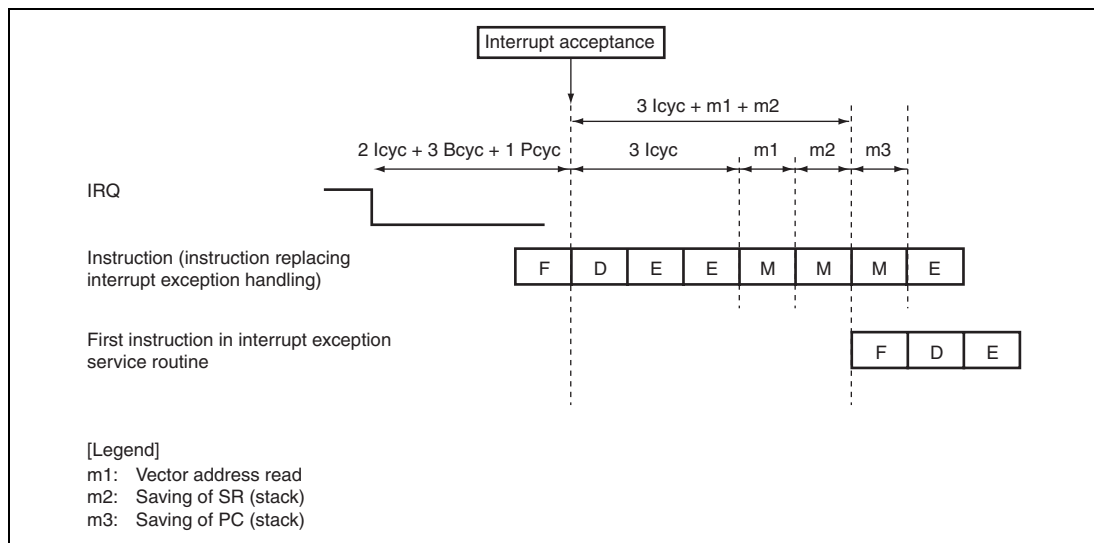 Interrupt acceptance
3 Icyc + m1 + m2
2 Icyc + 3 Bcyc + 1 Pcyc
3 Icyc
m1
m2
m3
IRQ
Instruction (instruction replacing
interrupt exception handling)
F D E E M M M E
First instruction in interrupt exception
service routine
F D E
[Legend]
m1: Vector address read
m2: Saving of SR (stack)
m3: Saving of PC (stack)